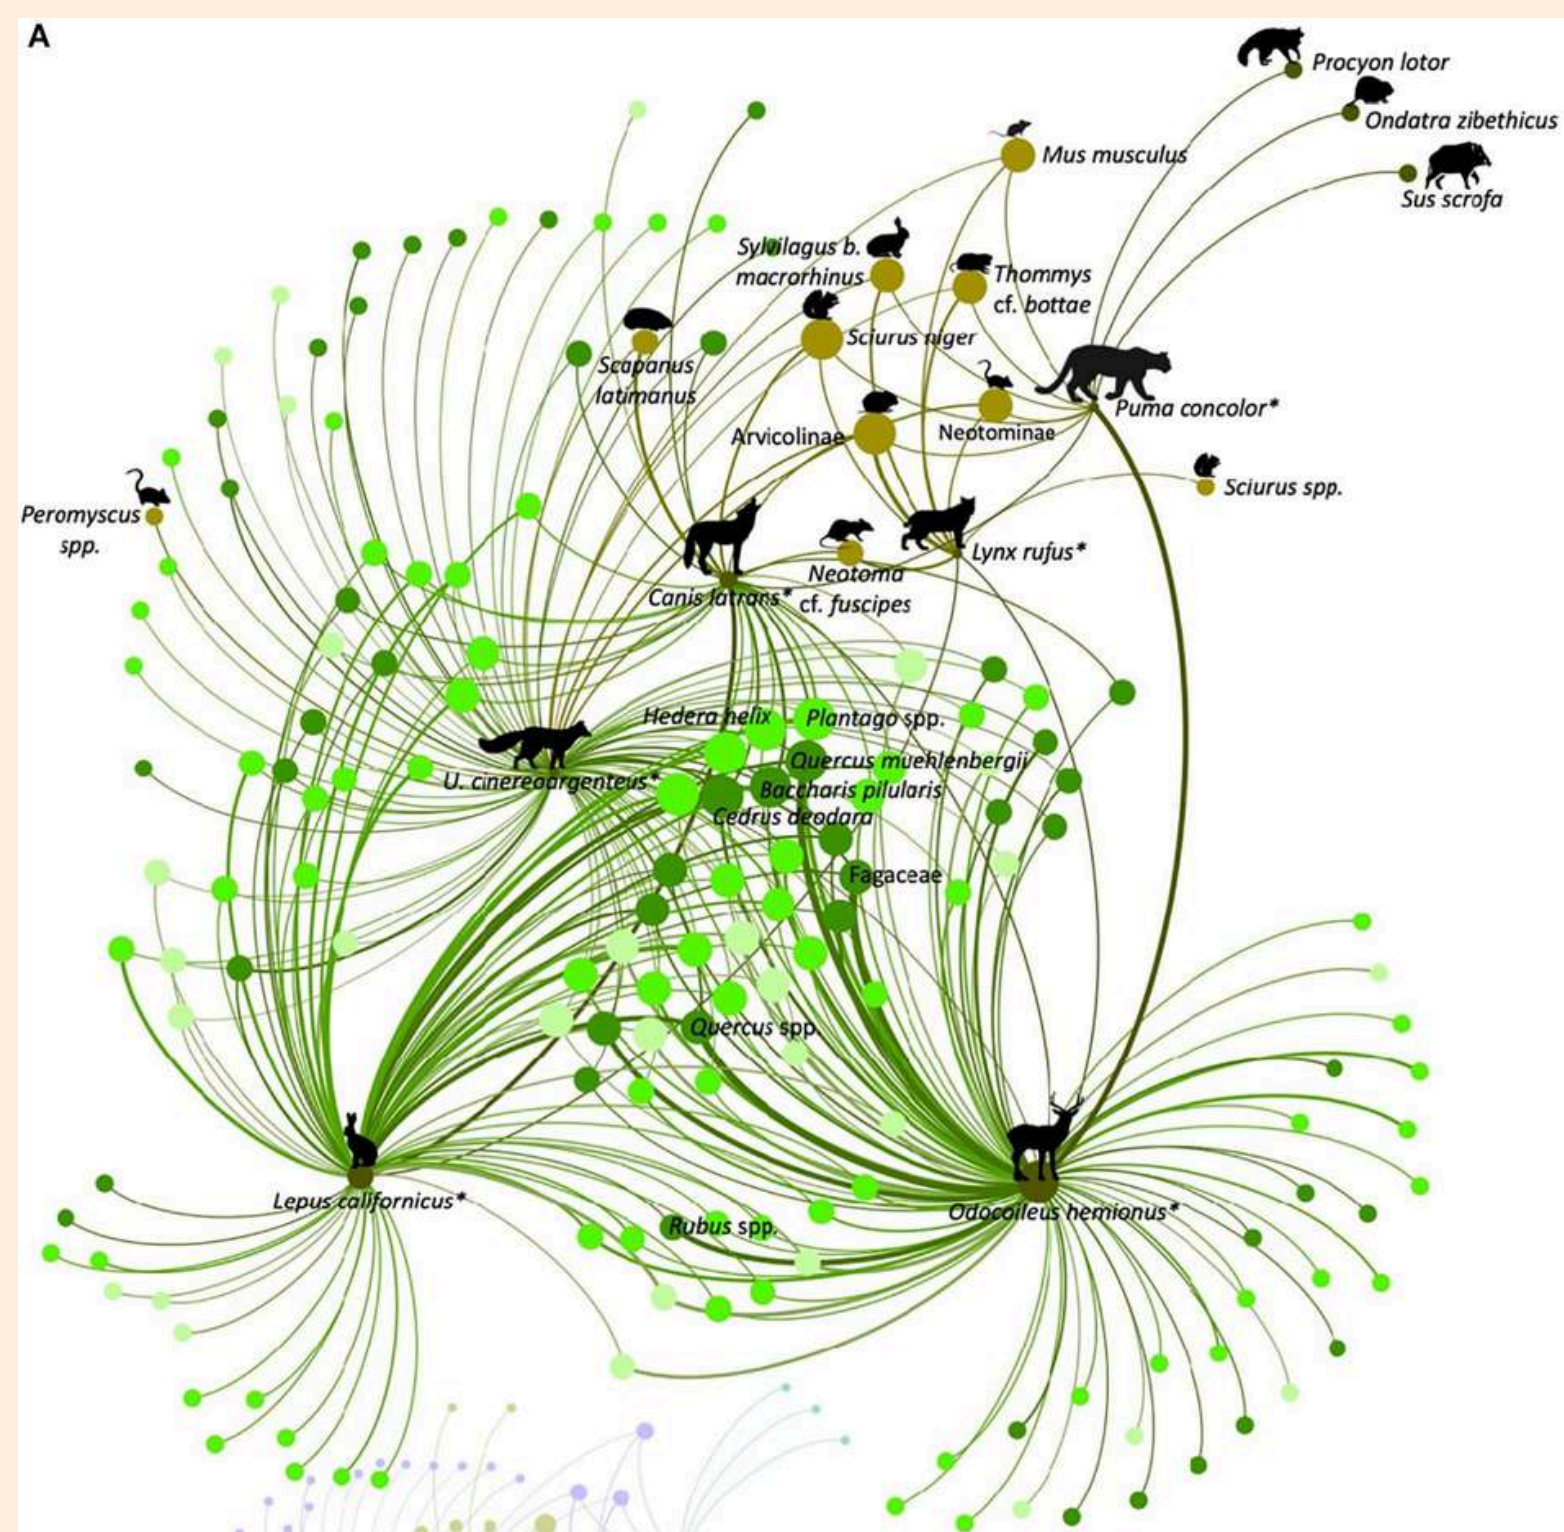 A
Procyon lotor
Ondatra zibethicus
Mus musculus
Sus scrofa
Sylvilagus b.
macrorhinus
Thommys
cf. bottae
Sciurus niger
Scapanus
latimanus
Puma concolor*
Arvicolinae
Neotominae
Sciurus spp.
Peromyscus
spp.
Lynx rufus*
Neotoma
cf. fuscipes
Canis latrans*
Hedera helix
Plantago spp.
Quercus muehlenbergii
U. cinereoargenteus*
Baccharis pilularis
Cedrus deodara
Fagaceae
Quercus spp.
Lepus californicus*
Odocoileus hemionus*
Rubus spp.